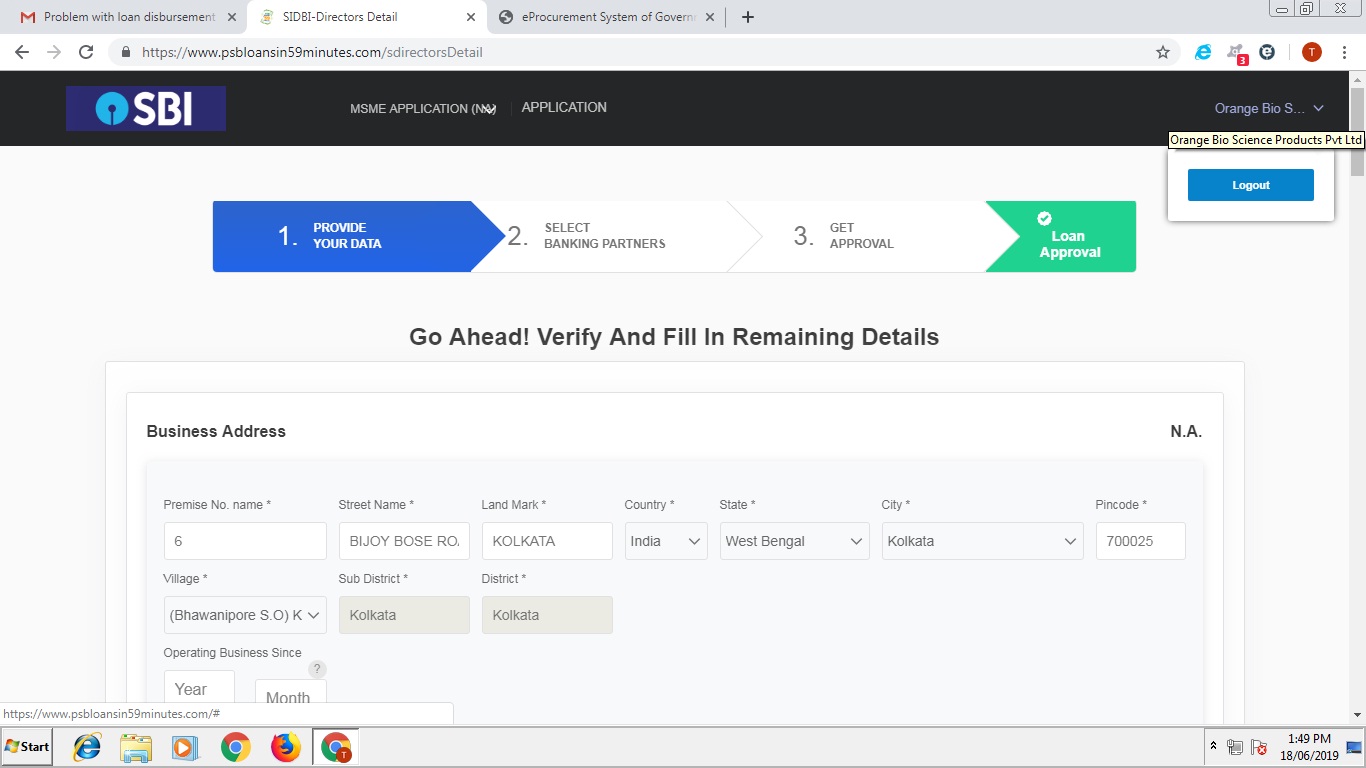 Problem with loan disbursement
SIDBI-Directors Detail
eProcurement System of Govern
https://www.psbloansin59minutes.com/sdirectorsDetail
3
T
SBI
MSME APPLICATION
APPLICATION
Orange Bio S...
Orange Bio Science Products Pvt Ltd
Logout
1. PROVIDE YOUR DATA
2. SELECT BANKING PARTNERS
3. GET APPROVAL
Loan Approval
Go Ahead! Verify And Fill In Remaining Details
Business Address
N.A.
Premise No. name * Street Name * Land Mark * Country * State * City * Pincode *
6 BIJOY BOSE ROA KOLKATA India West Bengal Kolkata 700025
Village * Sub District * District *
(Bhawanipore S.O) K Kolkata Kolkata
Operating Business Since
?
Year Month
https://www.psbloansin59minutes.com/#
Start
T
1:49 PM
18/06/2019